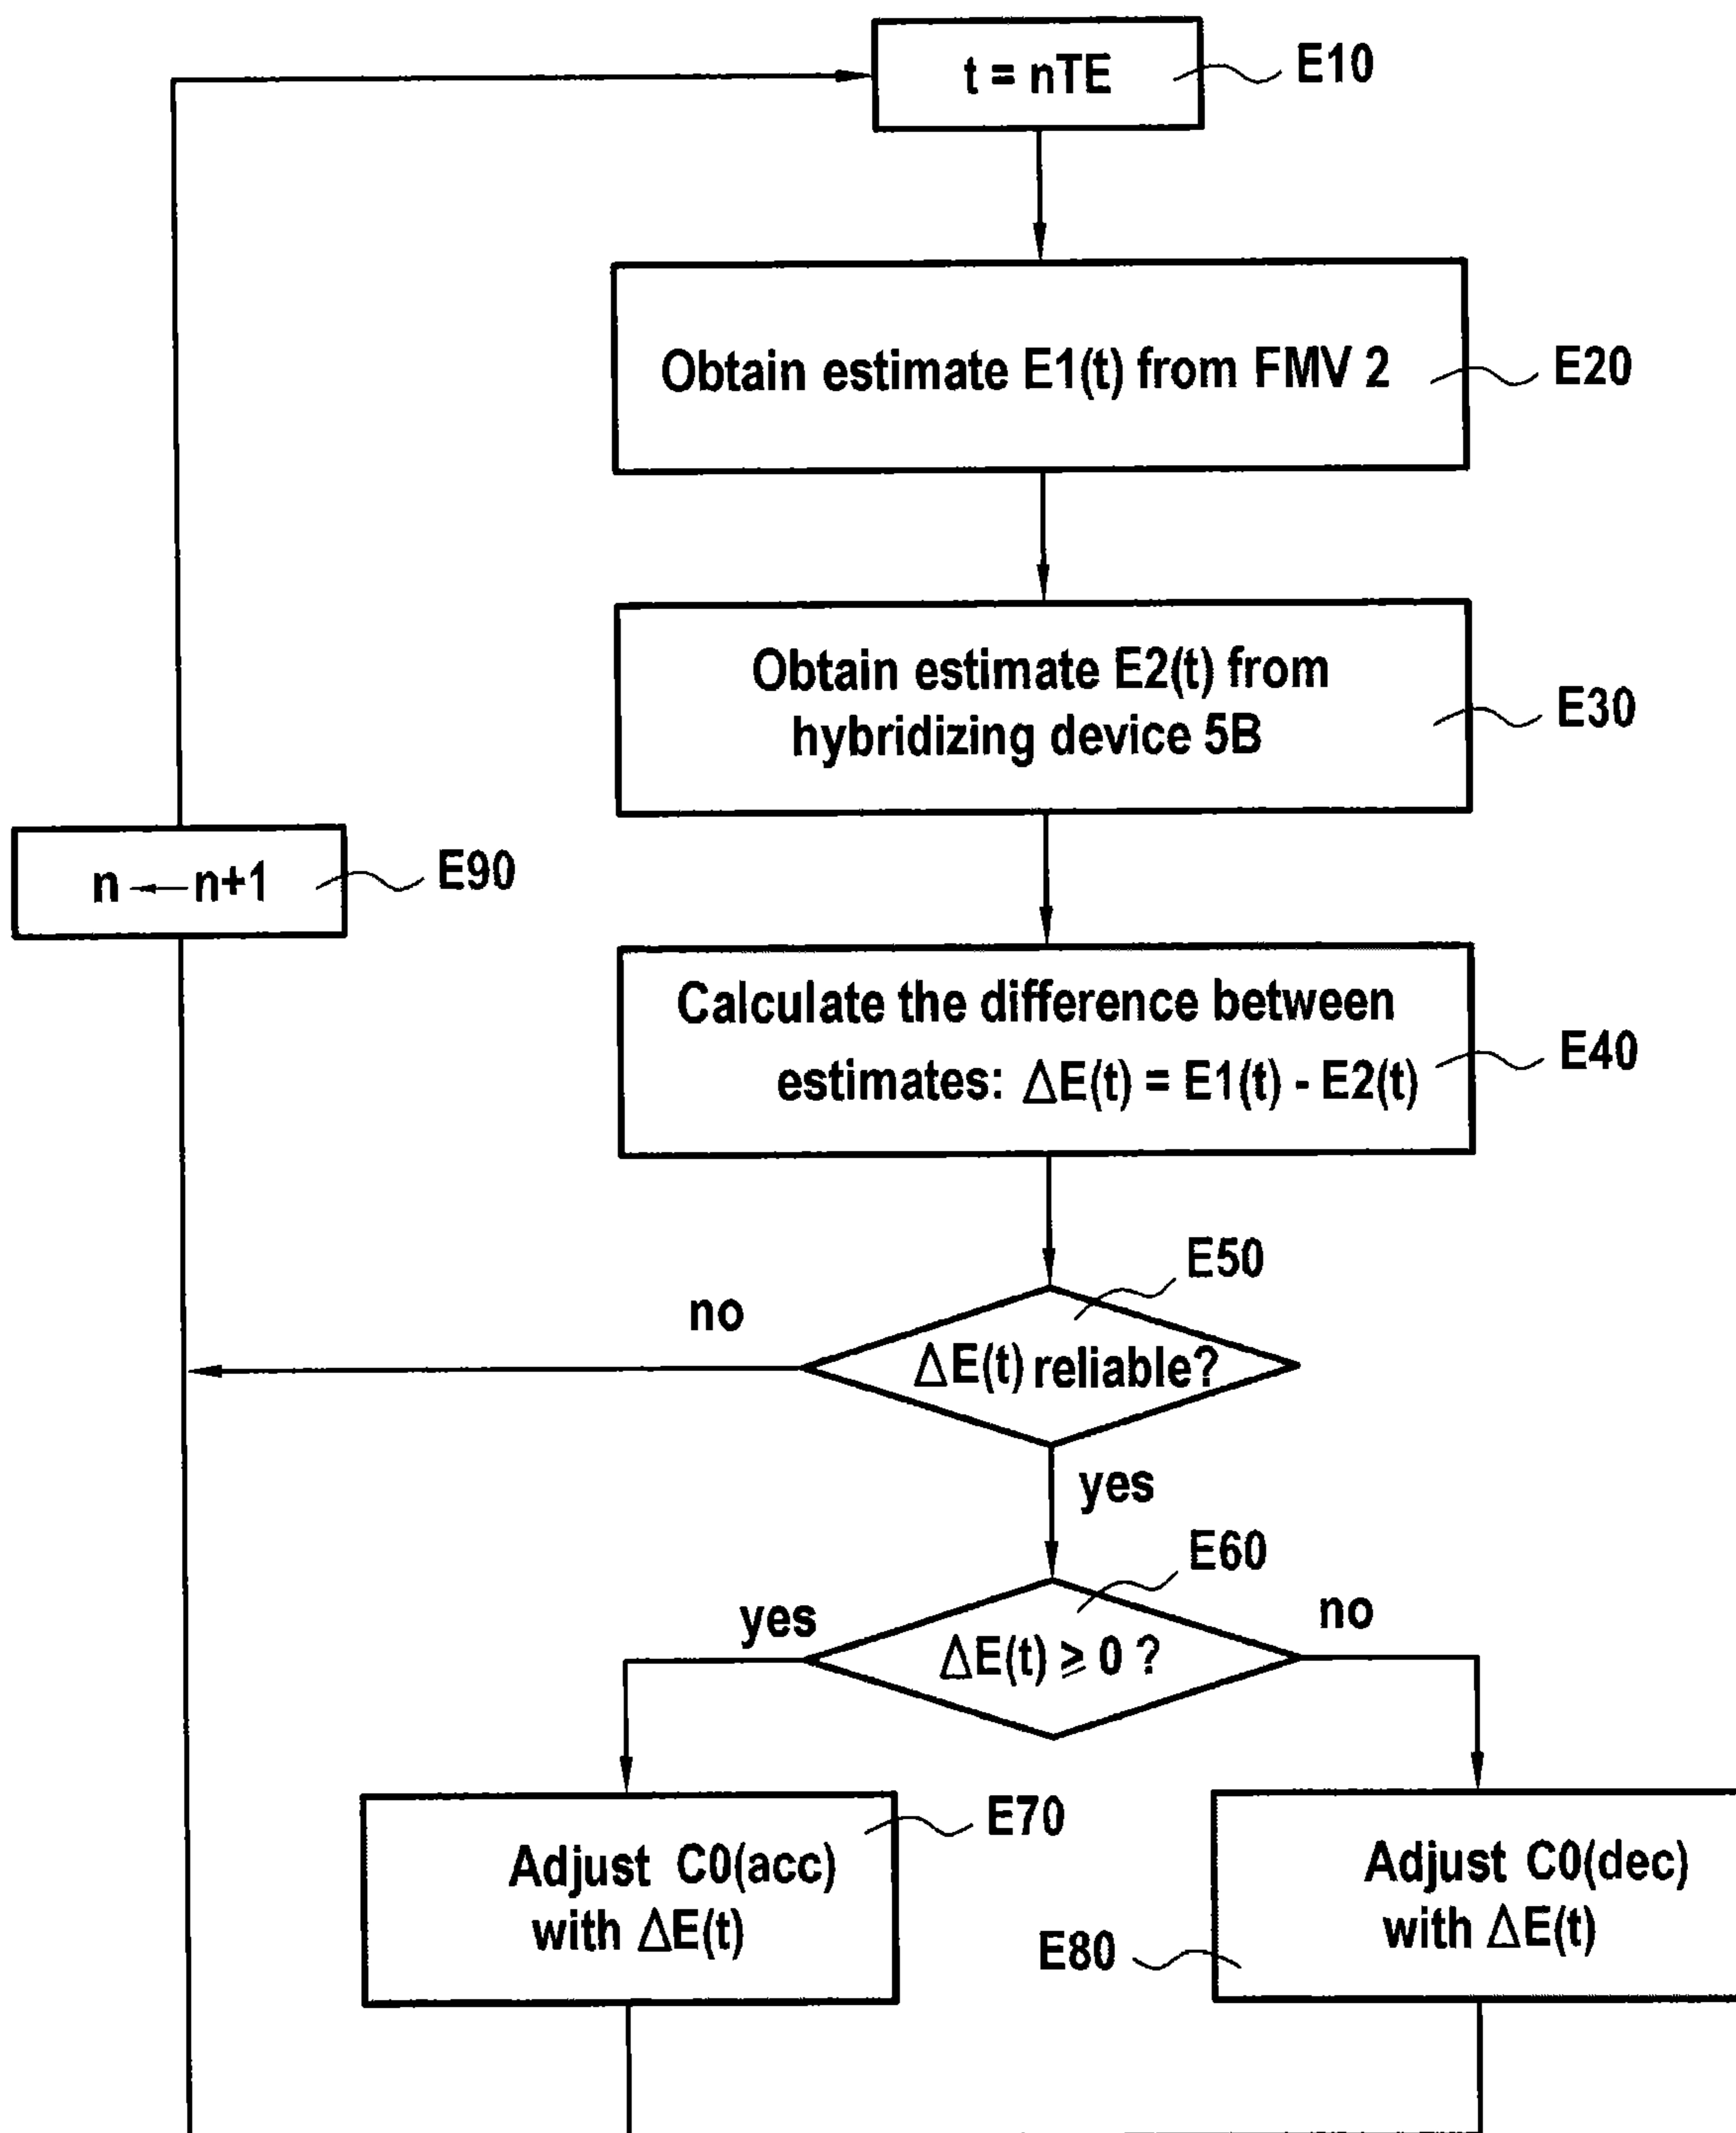 t = nTE
E10
Obtain estimate E1(t) from FMV 2
E20
Obtain estimate E2(t) from
hybridizing device 5B
E30
n ← n+1
E90
Calculate the difference between
estimates: ΔE(t) = E1(t) - E2(t)
E40
E50
no
ΔE(t) reliable?
yes
E60
yes
no
ΔE(t) ≥ 0 ?
E70
Adjust C0(acc)
with ΔE(t)
Adjust C0(dec)
with ΔE(t)
E80